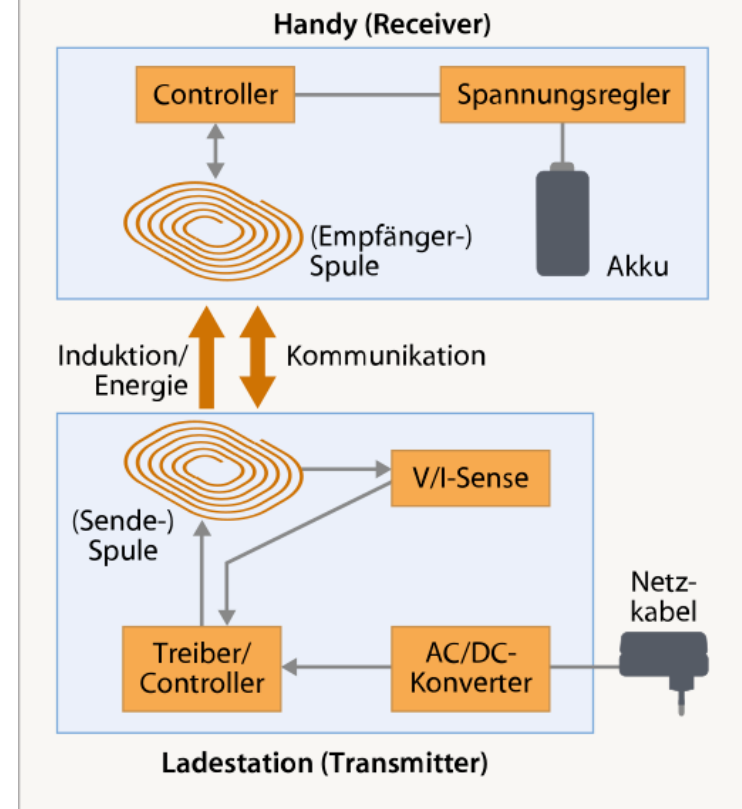 Handy (Receiver)
Controller
Spannungsregler
(Empfänger-)
Spule
Akku
Induktion/
Energie
Kommunikation
V/I-Sense
(Sende-)
Spule
Netz-
kabel
Treiber/
Controller
AC/DC-
Konverter
Ladestation (Transmitter)